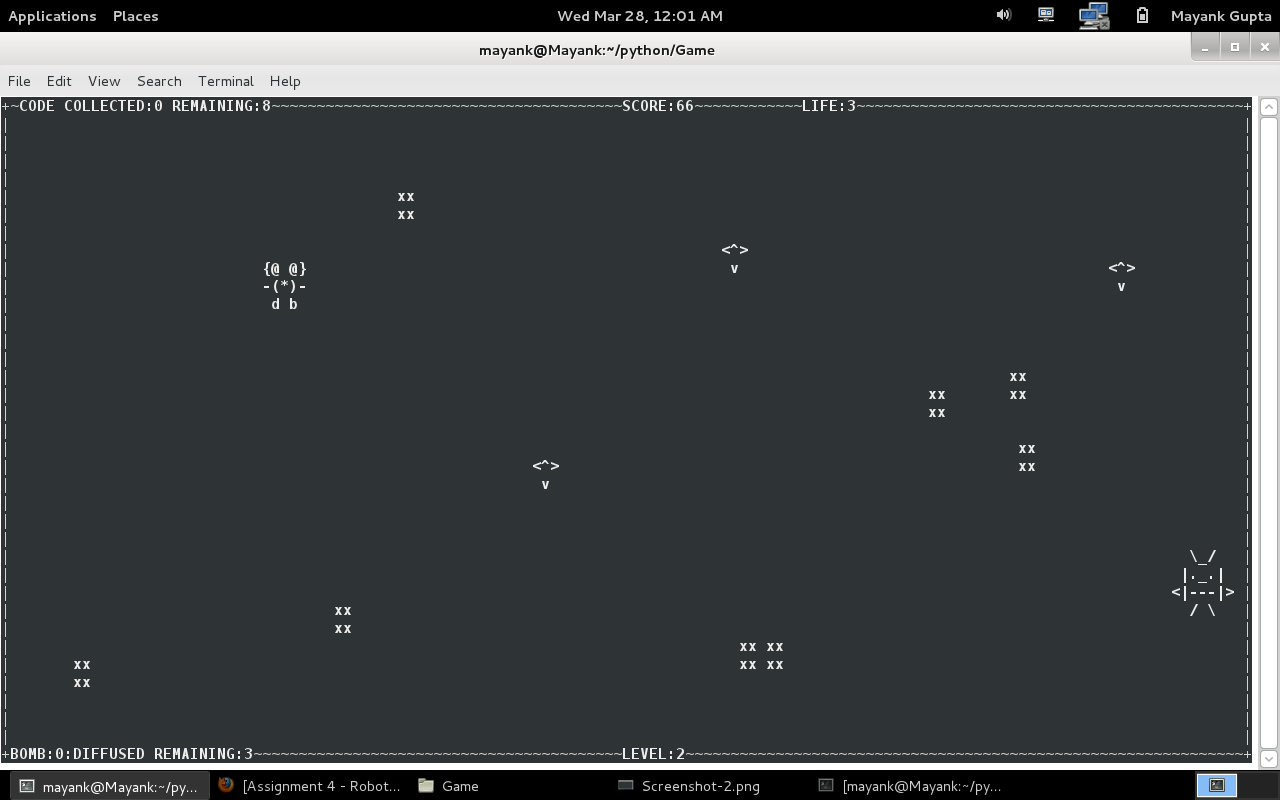 Applications Places Wed Mar 28, 12:01 AM Mayank Gupta
mayank@Mayank:~/python/Game
File Edit View Search Terminal Help
+~CODE COLLECTED:0 REMAINING:8~~~~~~~~~~~~~~~~~~~~~~~~~~~~~~~~~~~~~~~SCORE:66~~~~~~~~~~~~LIFE:3~~~~~~~~~~~~~~~~~~~~~~~~~~~~~~~~~~~~~~~~~~~+
xx
xx
<^>
{@ @} v <^>
-(*)- v
d b
xx
xx xx
xx
xx
<^> xx
v
\_/
|._.|
<|---|>
xx / \
xx
xx xx
xx xx xx
xx
+BOMB:0:DIFFUSED REMAINING:3~~~~~~~~~~~~~~~~~~~~~~~~~~~~~~~~~~~~~~~~~LEVEL:2~~~~~~~~~~~~~~~~~~~~~~~~~~~~~~~~~~~~~~~~~~~~~~~~~~~~~~~~~~~~~~+
mayank@Mayank:~/py... [Assignment 4 - Robot... Game Screenshot-2.png [mayank@Mayank:~/py...